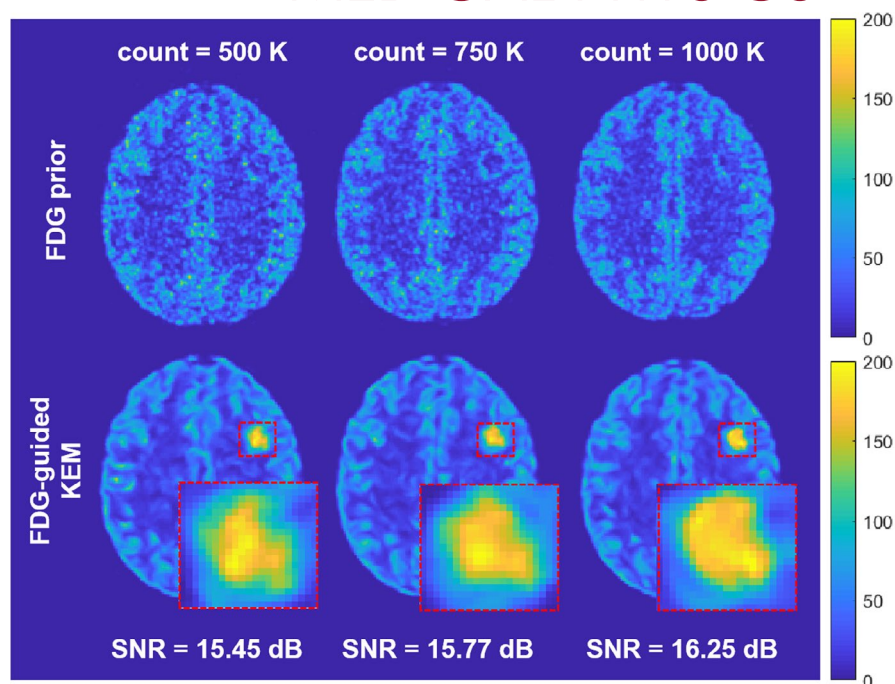 count = 500 K
count = 750 K
count = 1000 K
FDG prior
200
150
100
50
0
FDG-guided
KEM
200
150
100
50
0
SNR = 15.45 dB
SNR = 15.77 dB
SNR = 16.25 dB